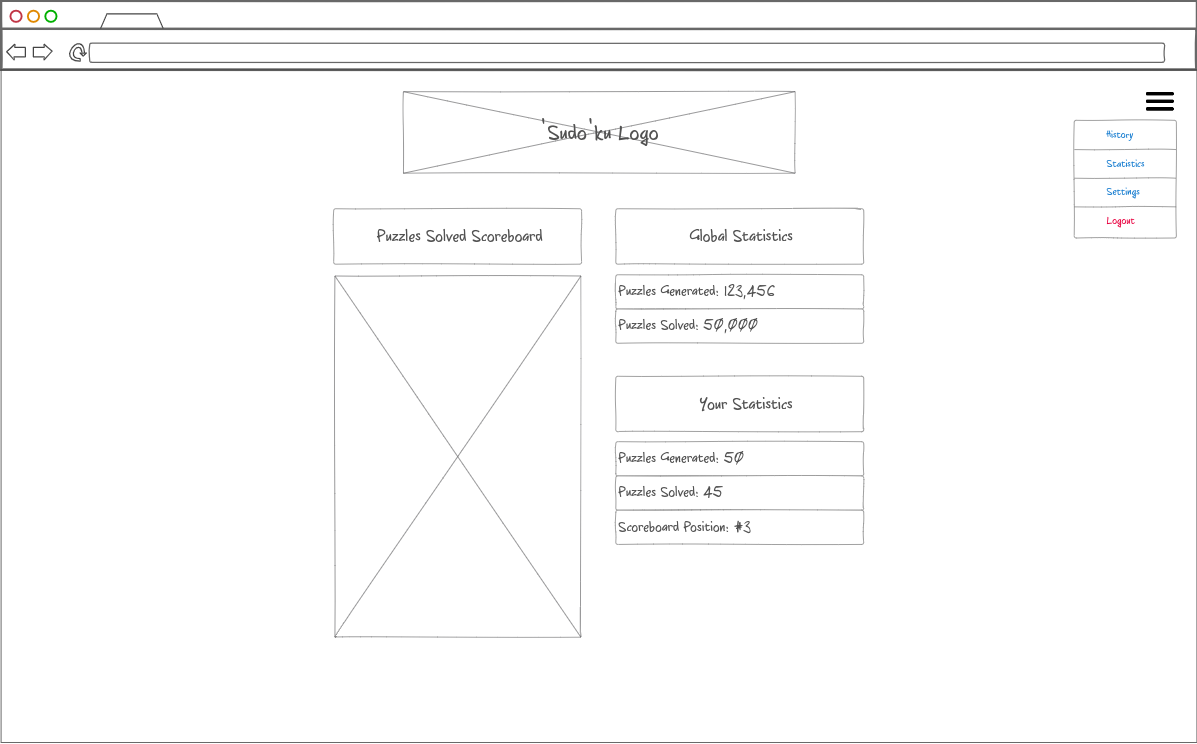 'Sudo'ku Logo
History
Statistics
Settings
Logout
Puzzles Solved Scoreboard
Global Statistics
Puzzles Generated: 123,456
Puzzles Solved: 50,000
Your Statistics
Puzzles Generated: 50
Puzzles Solved: 45
Scoreboard Position: #3